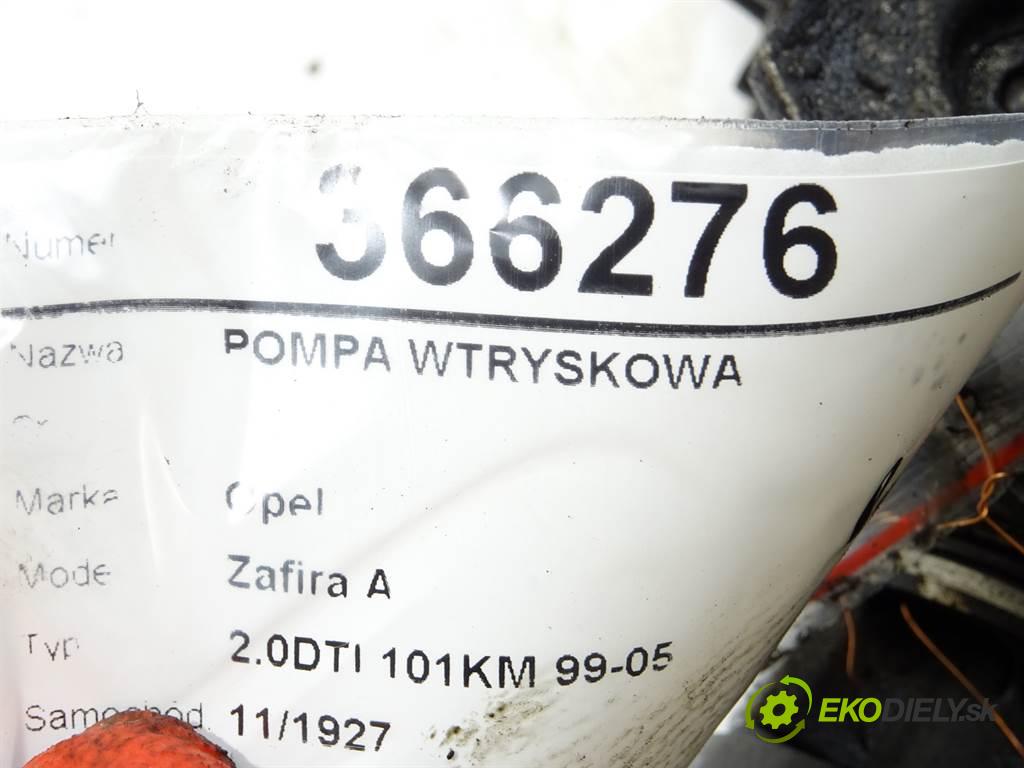 Numer 366276
Nazwa POMPA WTRYSKOWA
Marka Opel
Model Zafira A
Typ 2.0DTI 101KM 99-05
Samochód 11/1927
EKODIELY.sk